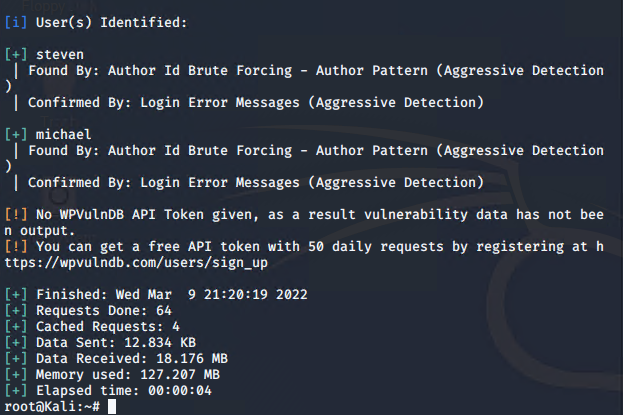 [i] User(s) Identified:
[+] steven
 | Found By: Author Id Brute Forcing - Author Pattern (Aggressive Detection
)
 | Confirmed By: Login Error Messages (Aggressive Detection)
[+] michael
 | Found By: Author Id Brute Forcing - Author Pattern (Aggressive Detection
)
 | Confirmed By: Login Error Messages (Aggressive Detection)
[!] No WPVulnDB API Token given, as a result vulnerability data has not bee
n output.
[!] You can get a free API token with 50 daily requests by registering at h
ttps://wpvulndb.com/users/sign_up
[+] Finished: Wed Mar  9 21:20:19 2022
[+] Requests Done: 64
[+] Cached Requests: 4
[+] Data Sent: 12.834 KB
[+] Data Received: 18.176 MB
[+] Memory used: 127.207 MB
[+] Elapsed time: 00:00:04
root@Kali:~#